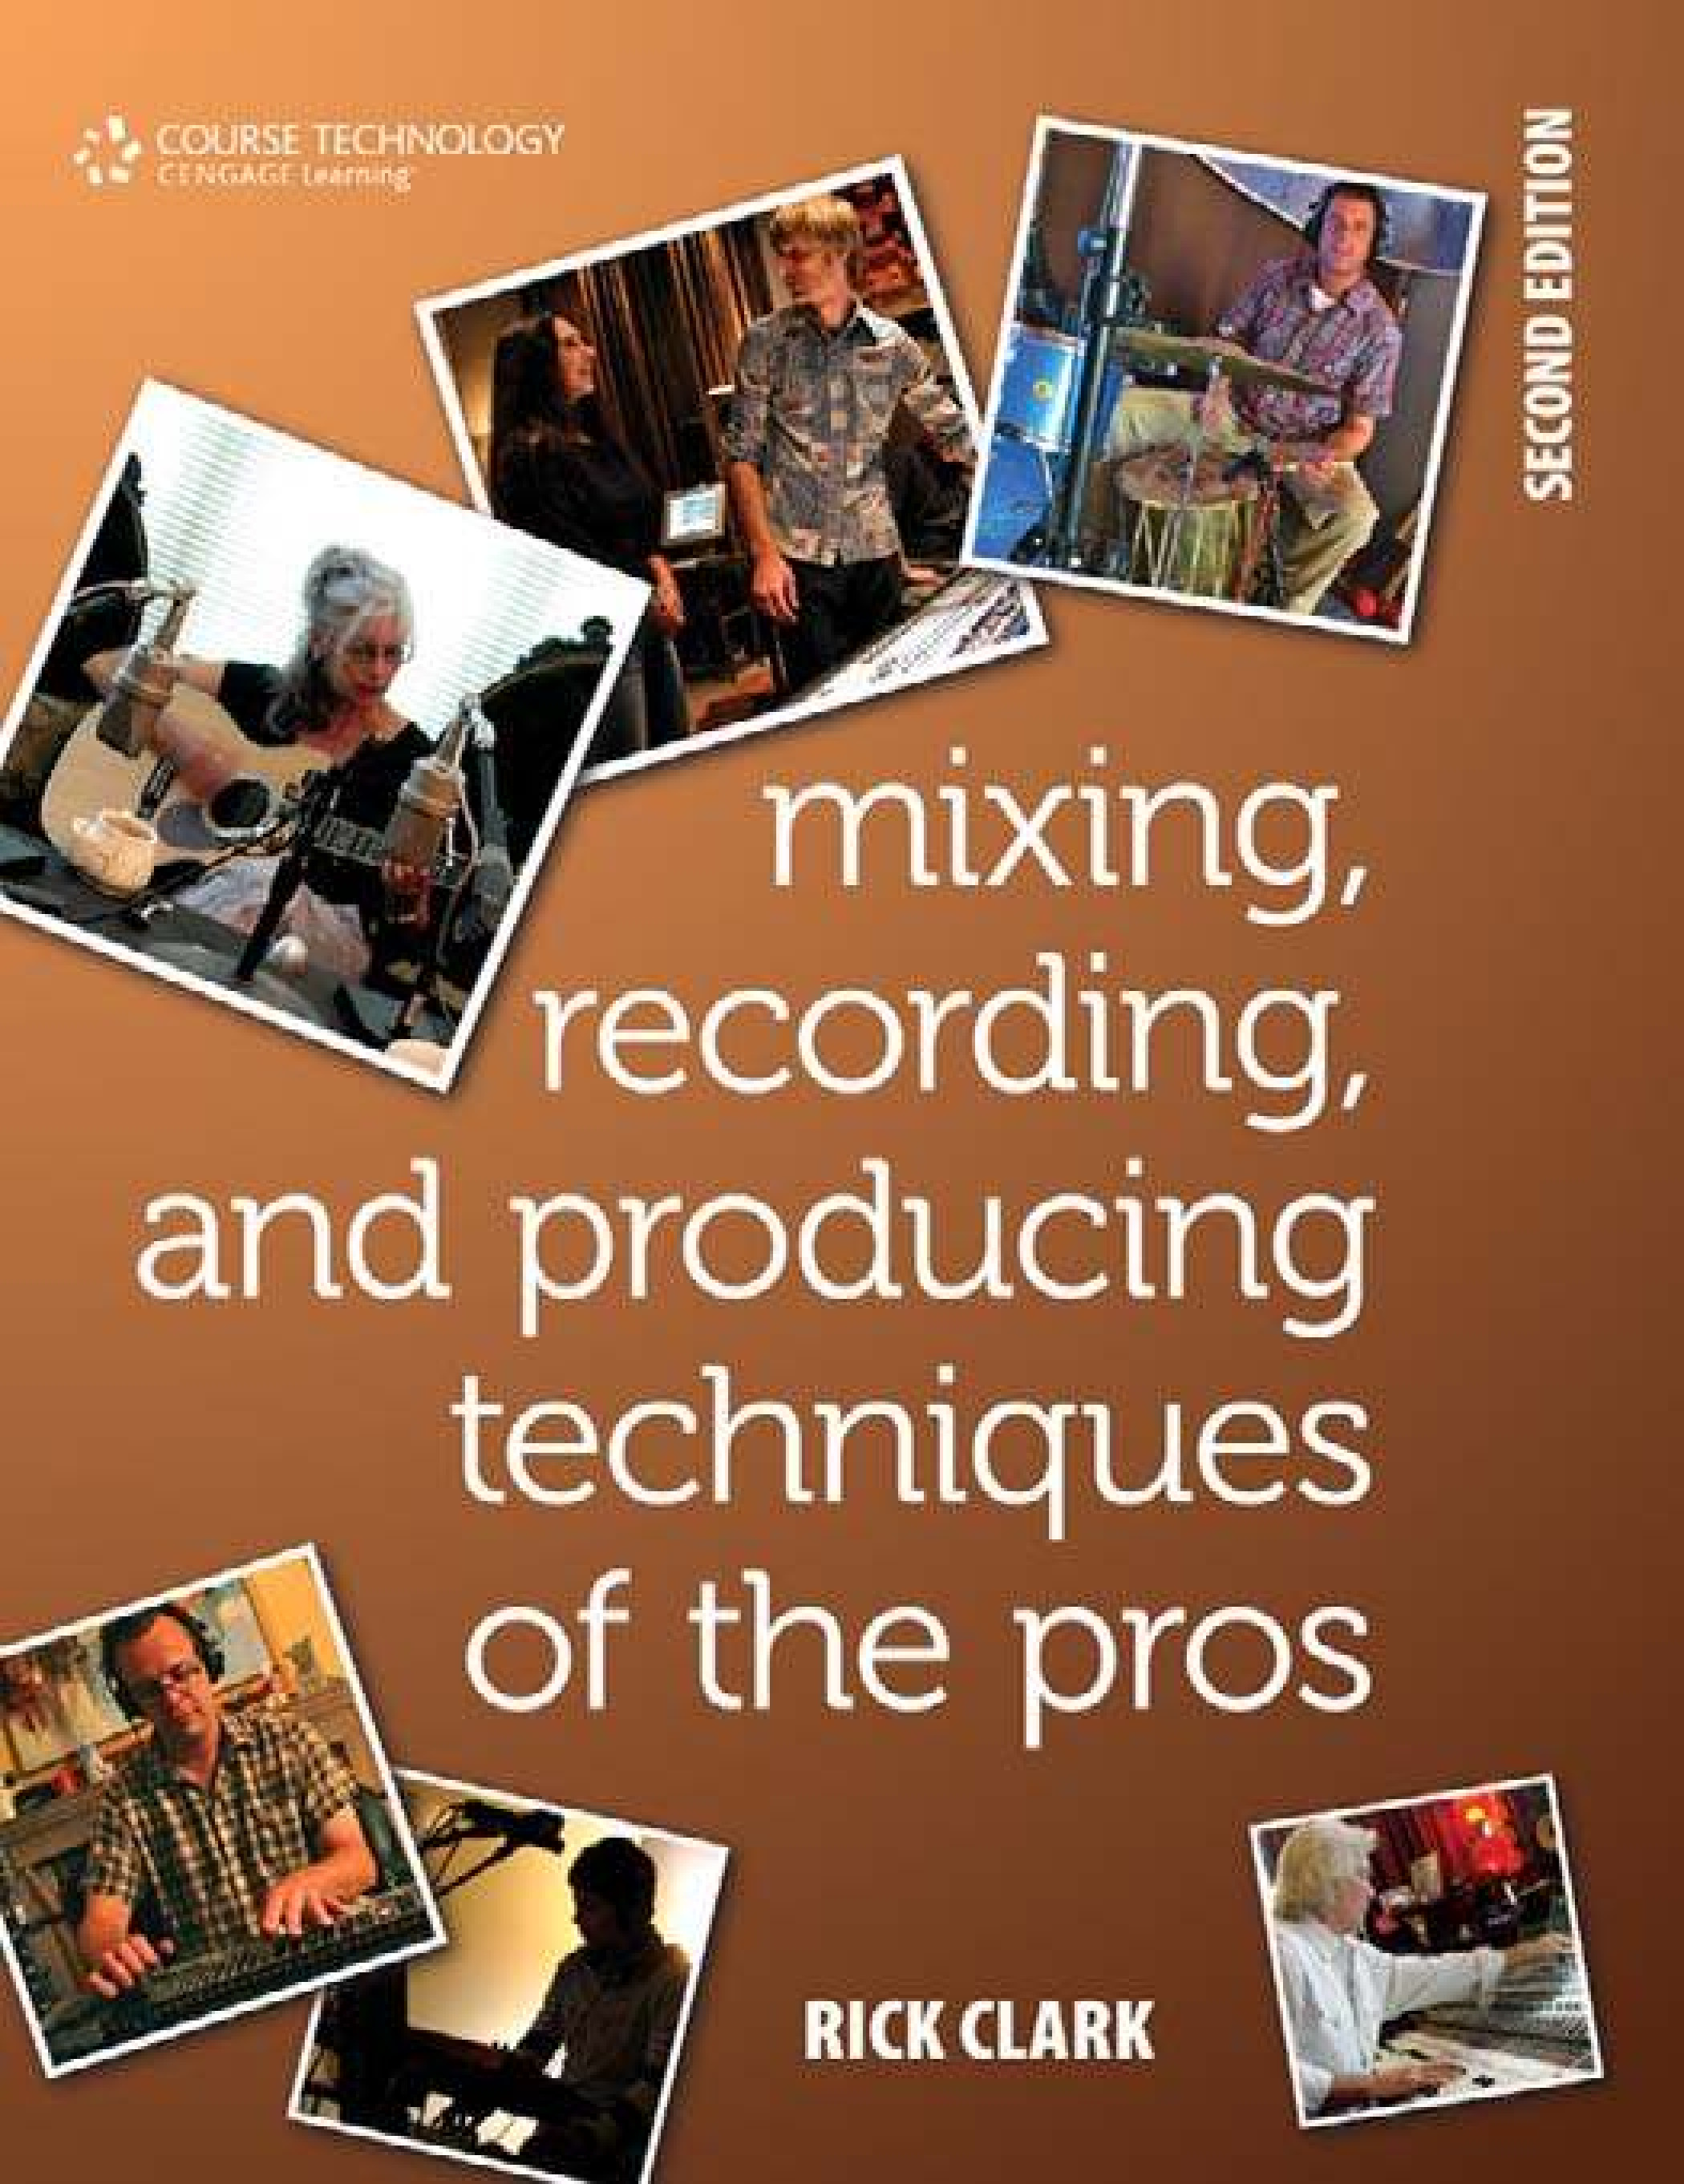 COURSE TECHNOLOGY
CENGAGE Learning
SECOND EDITION
mixing,
recording,
and producing
techniques
of the pros
RICK CLARK